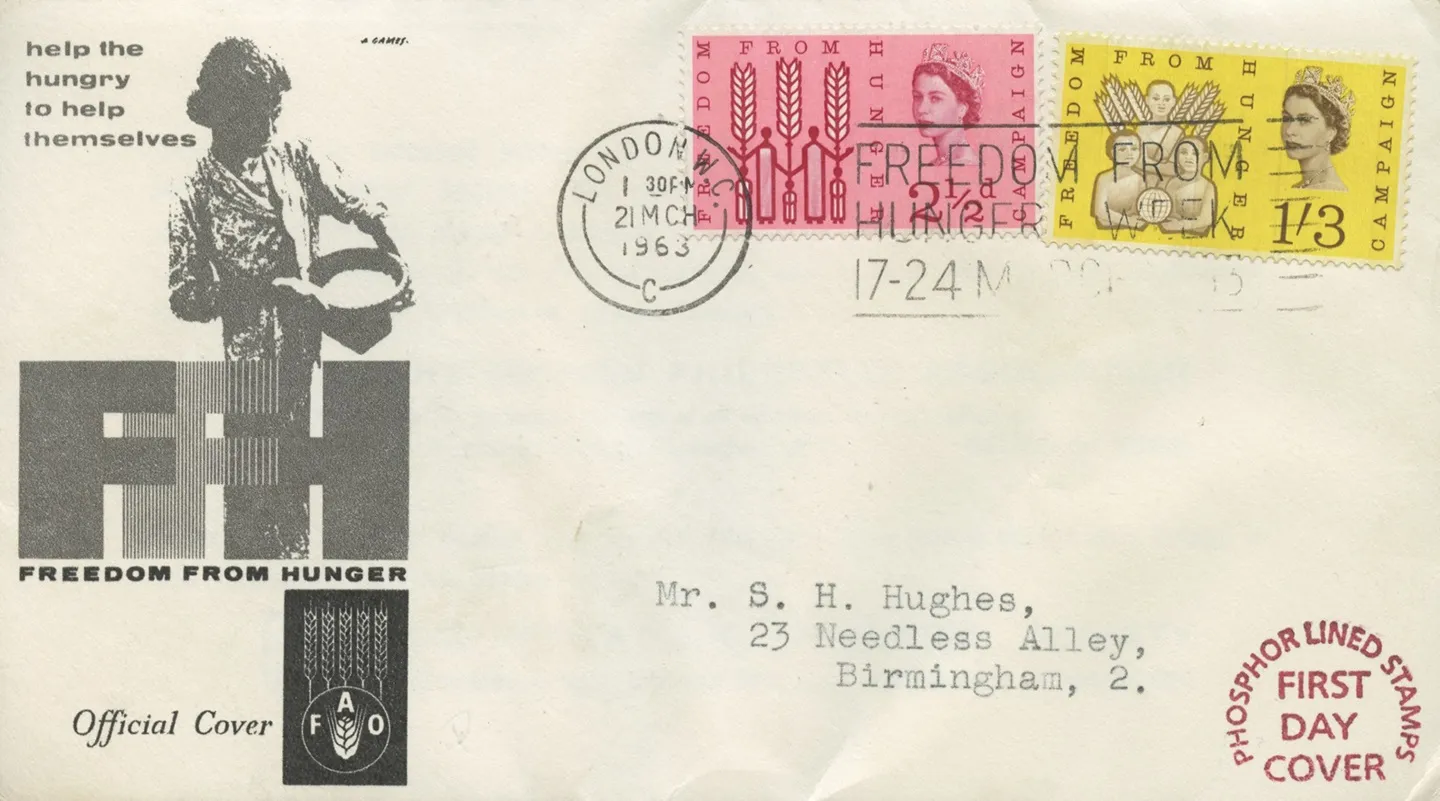 help the
hungry
to help
themselves
A GAMES.
FREEDOM FROM HUNGER CAMPAIGN
2½d
FREEDOM FROM HUNGER CAMPAIGN
1/3
LONDON. W.C.
1 30PM
21 MCH
1963
C
FREEDOM FROM
HUNGER WEEK
17-24 M
FFH
FREEDOM FROM HUNGER
Official Cover
F A O
Mr. S. H. Hughes,
23 Needless Alley,
Birmingham, 2.
PHOSPHOR LINED STAMPS
FIRST
DAY
COVER